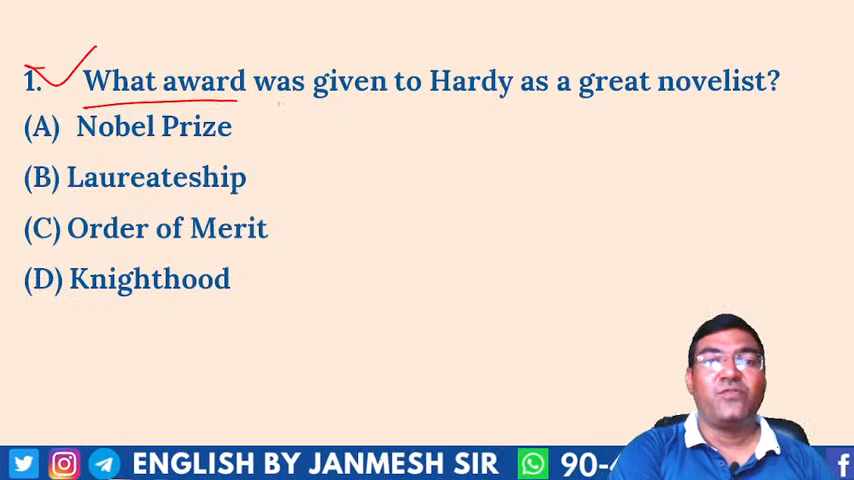 1. What award was given to Hardy as a great novelist?
(A) Nobel Prize
(B) Laureateship
(C) Order of Merit
(D) Knighthood
ENGLISH BY JANMESH SIR 90-4